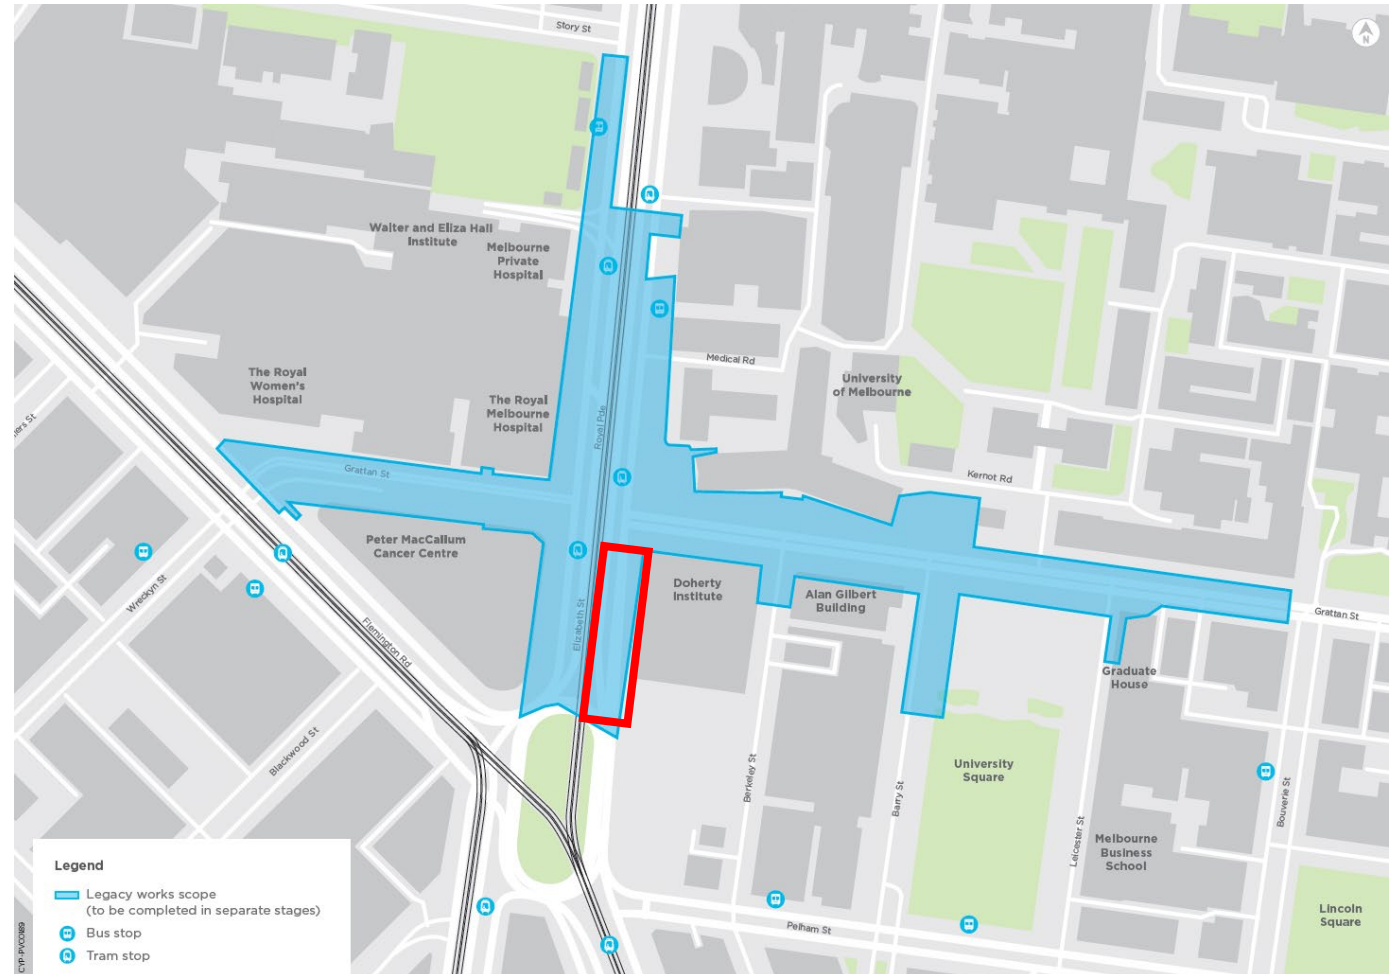 Story St
N
Walter and Eliza Hall
Institute
Melbourne
Private
Hospital
Medical Rd
The Royal
Women's
Hospital
The Royal
Melbourne
Hospital
University
of Melbourne
Royal Pde
Grattan St
Kernot Rd
Peter MacCallum
Cancer Centre
Doherty
Institute
Alan Gilbert
Building
Grattan St
Wreckyn St
Flemington Rd
Elizabeth St
Graduate
House
Blackwood St
Berkeley St
Barry St
University
Square
Leicester St
Bouverie St
Melbourne
Business
School
Pelham St
Lincoln
Square
Legend
Legacy works scope
(to be completed in separate stages)
Bus stop
Tram stop
CYP-PVC0189